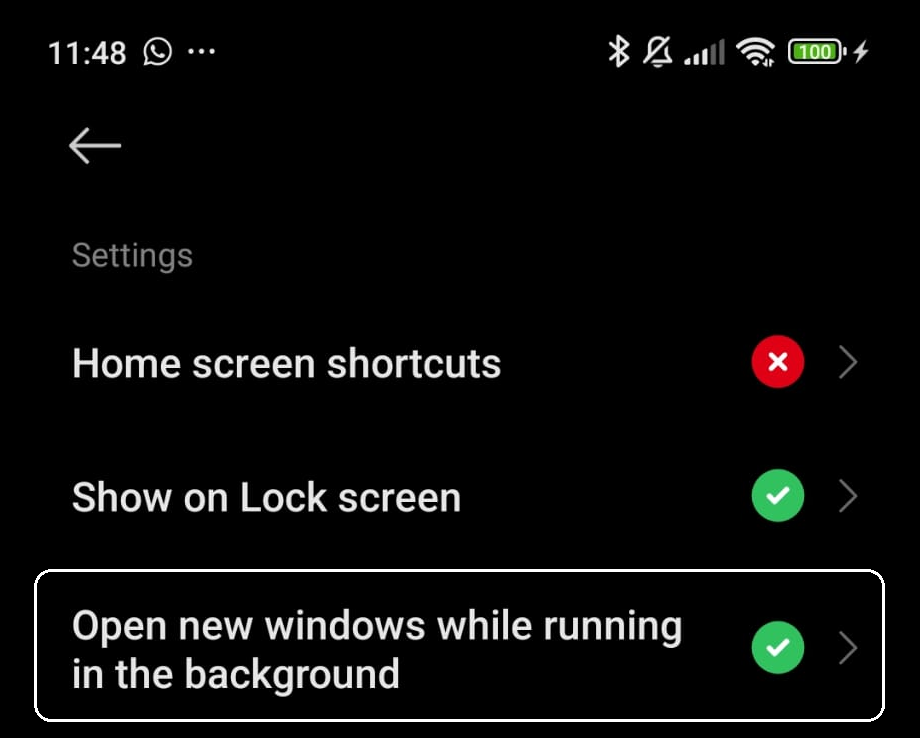 11:48
100
Settings
Home screen shortcuts
Show on Lock screen
Open new windows while running
in the background